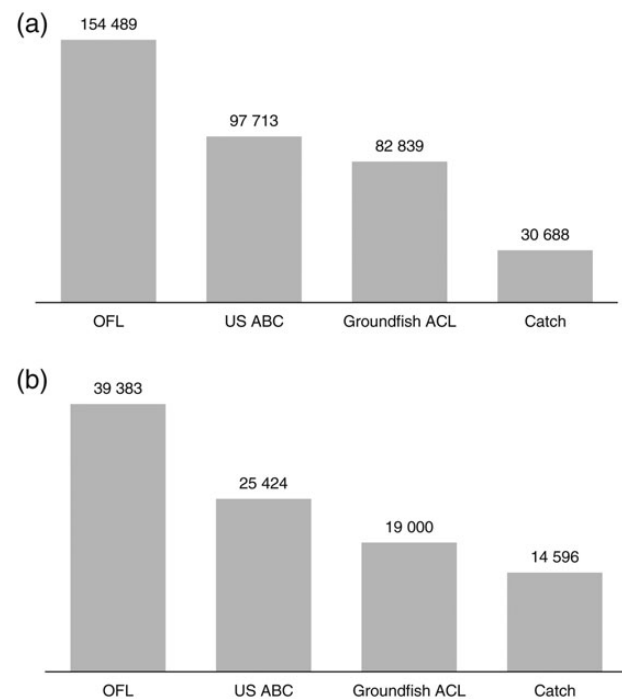 (a)
154 489
97 713
82 839
30 688
OFL US ABC Groundfish ACL Catch
(b)
39 383
25 424
19 000
14 596
OFL US ABC Groundfish ACL Catch